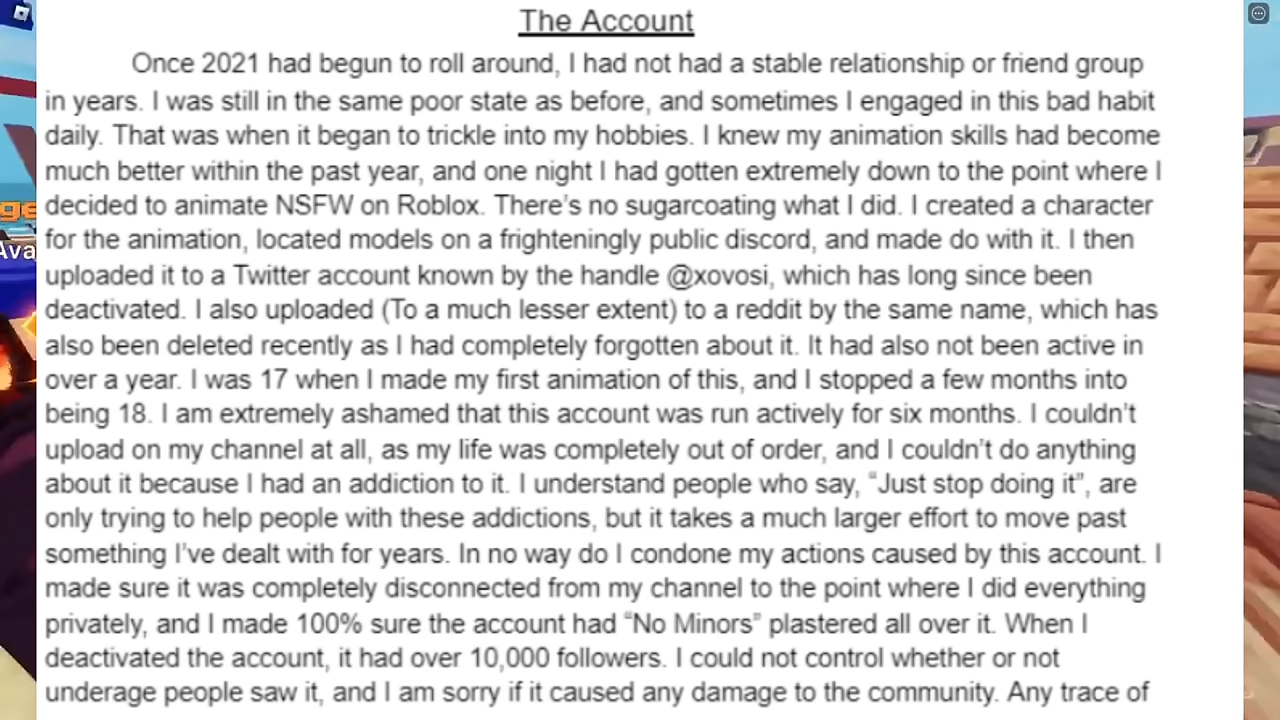 The Account
Once 2021 had begun to roll around, I had not had a stable relationship or friend group
in years. I was still in the same poor state as before, and sometimes I engaged in this bad habit
daily. That was when it began to trickle into my hobbies. I knew my animation skills had become
much better within the past year, and one night I had gotten extremely down to the point where I
decided to animate NSFW on Roblox. There's no sugarcoating what I did. I created a character
for the animation, located models on a frighteningly public discord, and made do with it. I then
uploaded it to a Twitter account known by the handle @xovosi, which has long since been
deactivated. I also uploaded (To a much lesser extent) to a reddit by the same name, which has
also been deleted recently as I had completely forgotten about it. It had also not been active in
over a year. I was 17 when I made my first animation of this, and I stopped a few months into
being 18. I am extremely ashamed that this account was run actively for six months. I couldn't
upload on my channel at all, as my life was completely out of order, and I couldn't do anything
about it because I had an addiction to it. I understand people who say, “Just stop doing it”, are
only trying to help people with these addictions, but it takes a much larger effort to move past
something I've dealt with for years. In no way do I condone my actions caused by this account. I
made sure it was completely disconnected from my channel to the point where I did everything
privately, and I made 100% sure the account had “No Minors” plastered all over it. When I
deactivated the account, it had over 10,000 followers. I could not control whether or not
underage people saw it, and I am sorry if it caused any damage to the community. Any trace of
ge
Ava